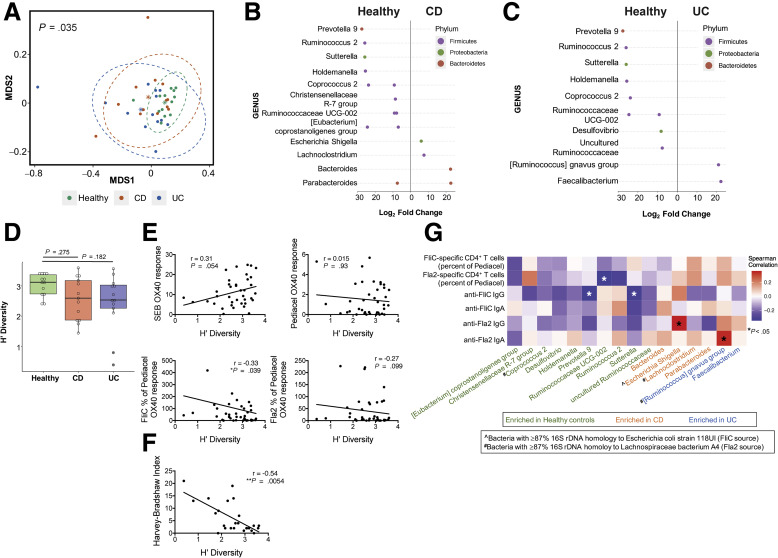 A
P = .035
MDS2
0.2
0
−0.2
−0.8
−0.4
0
0.4
MDS1
Healthy
CD
UC
B
Healthy
CD
GENUS
Prevotella 9
Ruminococcus 2
Sutterella
Holdemanella
Coprococcus 2
Christensenellaceae
R-7 group
Ruminococcaceae UCG-002
[Eubacterium]
coprostanoligenes group
Escherichia Shigella
Lachnoclostridium
Bacteroides
Parabacteroides
Phylum
Firmicutes
Proteobacteria
Bacteroidetes
30
20
10
0
10
20
Log2 Fold Change
C
Healthy
UC
GENUS
Prevotella 9
Ruminococcus 2
Sutterella
Holdemanella
Coprococcus 2
Ruminococcaceae
UCG-002
Desulfovibrio
Uncultured
Ruminococcaceae
[Ruminococcus] gnavus group
Faecalibacterium
Phylum
Firmicutes
Proteobacteria
Bacteroidetes
30
20
10
0
10
20
Log2 Fold Change
D
P = .275
P = .182
H' Diversity
3
2
1
0
Healthy
CD
UC
E
SEB OX40 response
r = 0.31
P = .054
H' Diversity
Pediacel OX40 response
r = 0.015
P = .93
H' Diversity
FliC % of Pediacel
OX40 response
r = -0.33
*P = .039
H' Diversity
Fla2 % of Pediacel
OX40 response
r = -0.27
P = .099
H' Diversity
F
Harvey-Bradshaw Index
r = -0.54
**P = .0054
H' Diversity
G
FliC-specific CD4+ T cells
(percent of Pediacel)
Fla2-specific CD4+ T cells
(percent of Pediacel)
anti-FliC IgG
anti-FliC IgA
anti-Fla2 IgG
anti-Fla2 IgA
Spearman
Correlation
*P< .05
[Eubacterium] coprostanoligenes group
Christensenellaceae R-7 group
#Coprococcus 2
Desulfovibrio
Holdemanella
Prevotella 9
Ruminococcaceae UCG-002
Ruminococcus 2
Sutterella
uncultured Ruminococcaceae
Bacteroides
^Escherichia Shigella
#Lachnoclostridium
Parabacteroides
#[Ruminococcus] gnavus group
Faecalibacterium
Enriched in Healthy controls
Enriched in CD
Enriched in UC
^Bacteria with ≥87% 16S rDNA homology to Escherichia coli strain 118UI (FliC source)
#Bacteria with ≥87% 16S rDNA homoloy to Lachnospiraceae bacterium A4 (Fla2 source)